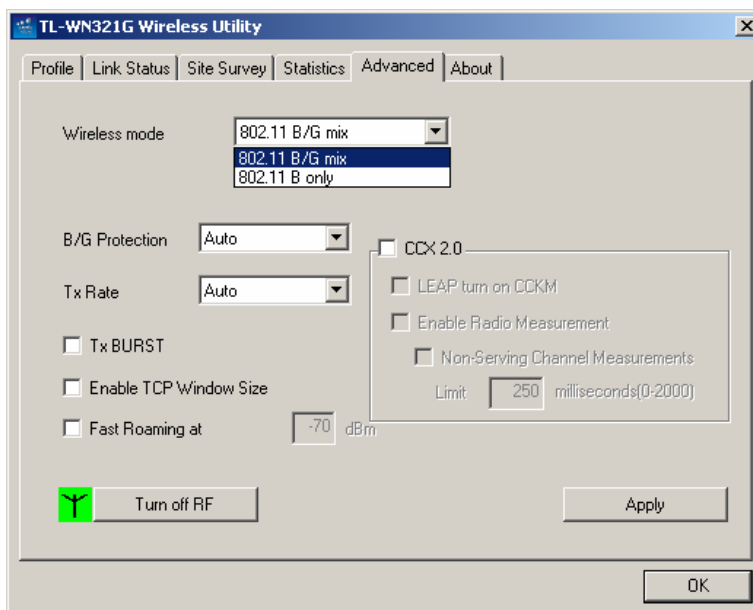 TL-WN321G Wireless Utility
Profile Link Status Site Survey Statistics Advanced About
Wireless mode 802.11 B/G mix
802.11 B/G mix
802.11 B only
B/G Protection Auto
CCX 2.0
Tx Rate Auto
LEAP turn on CCKM
Enable Radio Measurement
Tx BURST
Non-Serving Channel Measurements
Enable TCP Window Size
Limit 250 milliseconds(0-2000)
Fast Roaming at -70 dBm
Turn off RF
Apply
OK